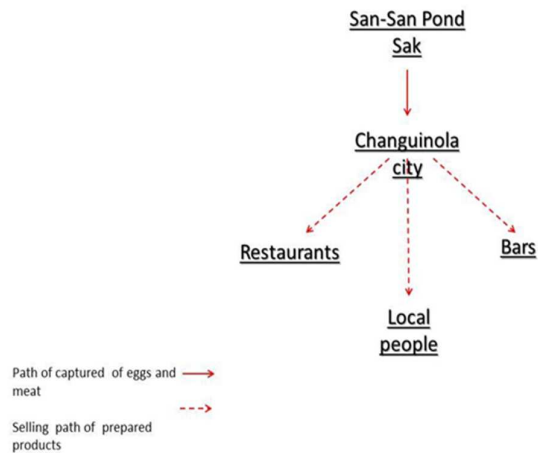 San-San Pond
Sak
Changuinola
city
Restaurants
Bars
Local
people
Path of captured of eggs and
meat
Selling path of prepared
products